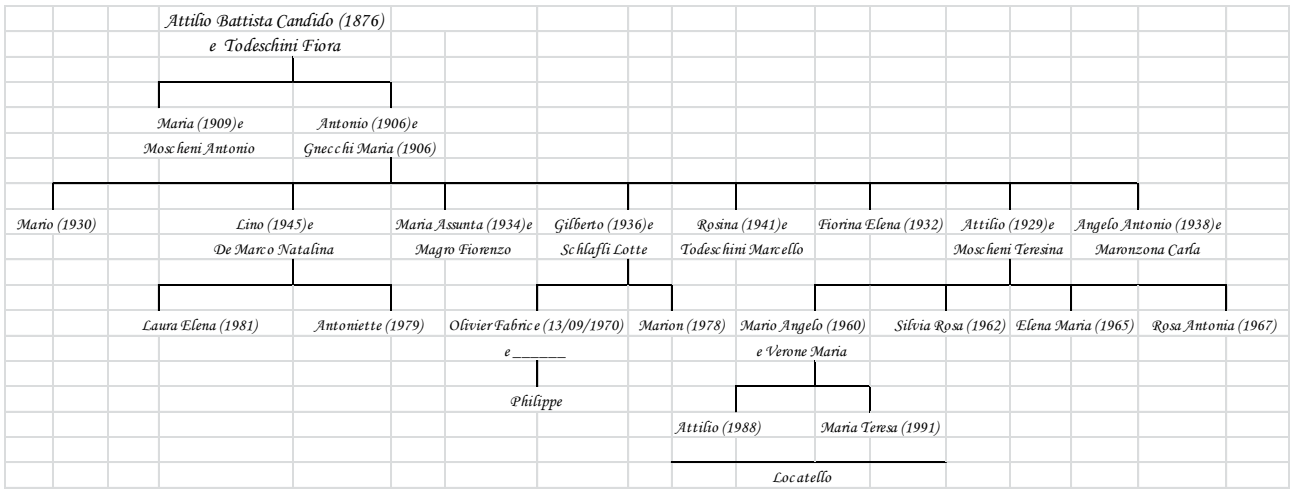 Attilio Battista Candido (1876)
e Todeschini Fiora
Maria (1909) e
Moscheni Antonio
Antonio (1906) e
Gnecchi Maria (1906)
Mario (1930)
Lino (1945) e
De Marco Natalina
Maria Assunta (1934) e
Magro Fiorenzo
Gilberto (1936) e
Schlafli Lotte
Rosina (1941) e
Todeschini Marcello
Fiorina Elena (1932)
Attilio (1929) e
Moscheni Teresina
Angelo Antonio (1938) e
Maronzona Carla
Laura Elena (1981)
Antoniette (1979)
Olivier Fabrice (13/09/1970)
e ______
Marion (1978)
Mario Angelo (1960)
e Verone Maria
Silvia Rosa (1962)
Elena Maria (1965)
Rosa Antonia (1967)
Philippe
Attilio (1988)
Maria Teresa (1991)
Locatello